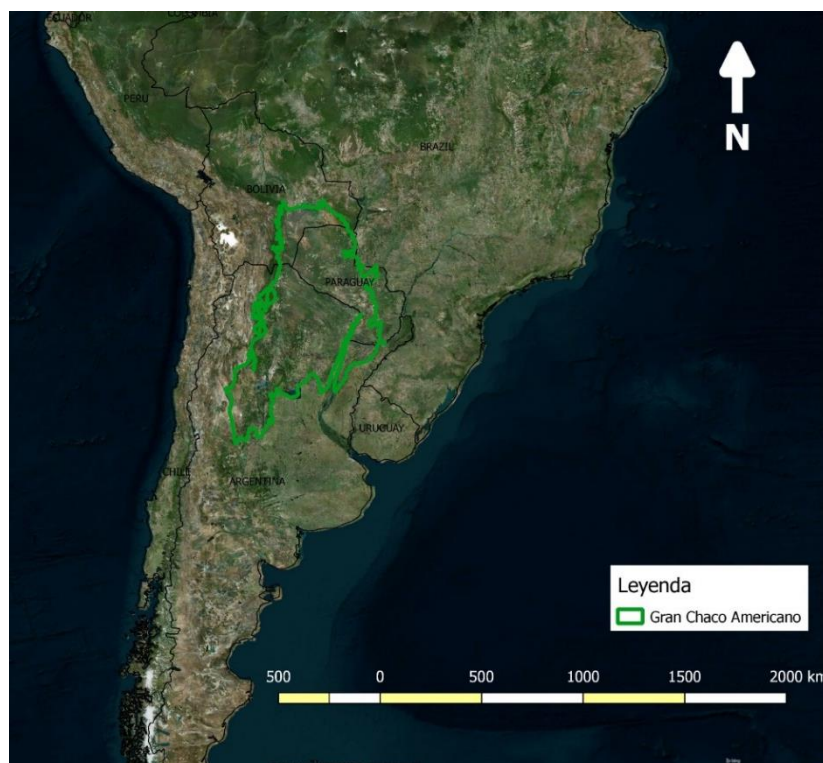 ECUADOR
COLOMBIA
PERU
BRAZIL
BOLIVIA
PARAGUAY
URUGUAY
CHILE
ARGENTINA
N
Leyenda
Gran Chaco Americano
500 0 500 1000 1500 2000 km